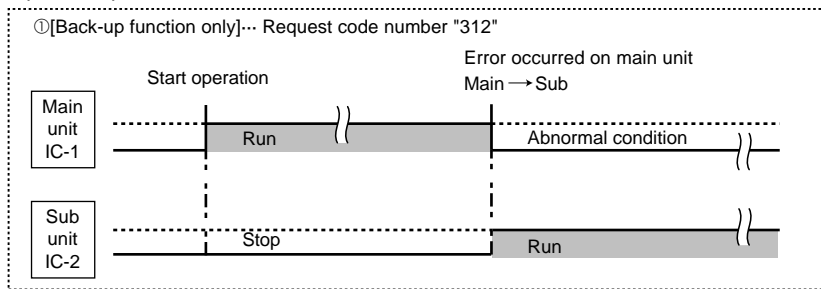 ①[Back-up function only]··· Request code number "312"
Error occurred on main unit
Start operation
Main → Sub
Main
unit
IC-1
Run
Abnormal condition
Sub
unit
IC-2
Stop
Run